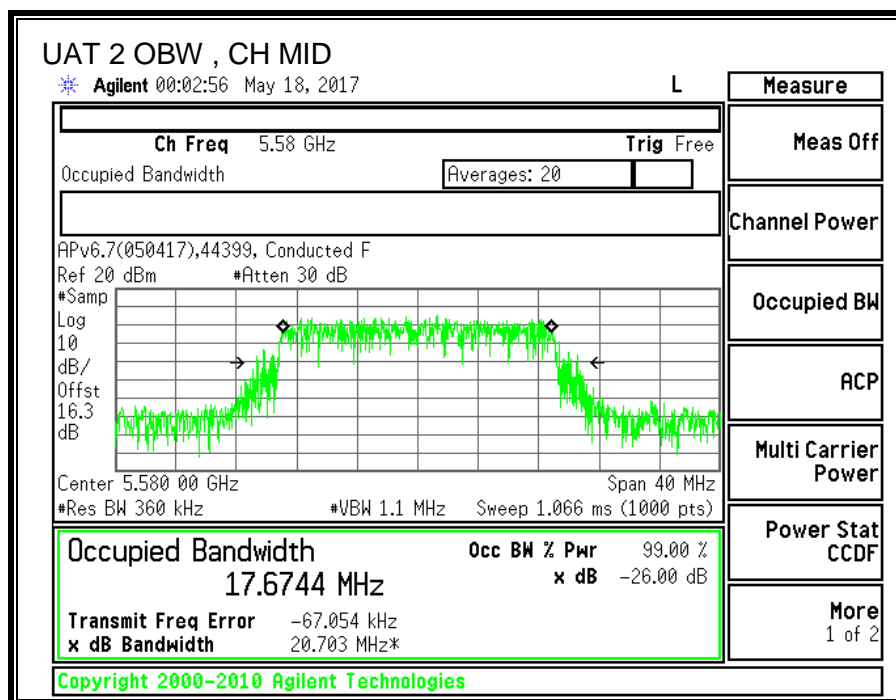 UAT 2 OBW , CH MID
Agilent 00:02:56 May 18, 2017 L
Measure
Ch Freq 5.58 GHz Trig Free
Meas Off
Occupied Bandwidth Averages: 20
Channel Power
APv6.7(050417),44399, Conducted F
Ref 20 dBm #Atten 30 dB
#Samp
Log
10
dB/
Offst
16.3
dB
Occupied BW
ACP
Multi Carrier
Power
Center 5.580 00 GHz Span 40 MHz
#Res BW 360 kHz #VBW 1.1 MHz Sweep 1.066 ms (1000 pts)
Power Stat
CCDF
Occupied Bandwidth Occ BW % Pwr 99.00 %
17.6744 MHz x dB -26.00 dB
Transmit Freq Error -67.054 kHz
x dB Bandwidth 20.703 MHz*
More
1 of 2
Copyright 2000-2010 Agilent Technologies